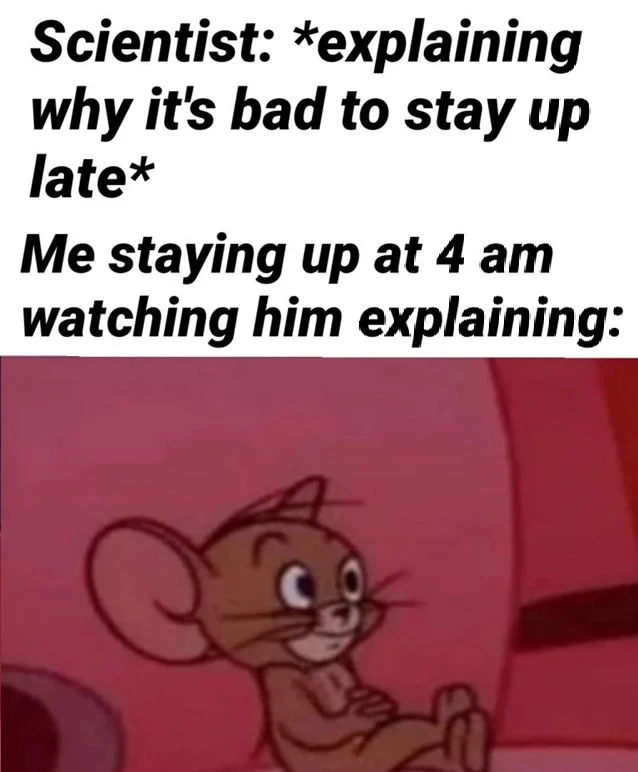 Scientist: *explaining
why it's bad to stay up
late*
Me staying up at 4 am
watching him explaining: